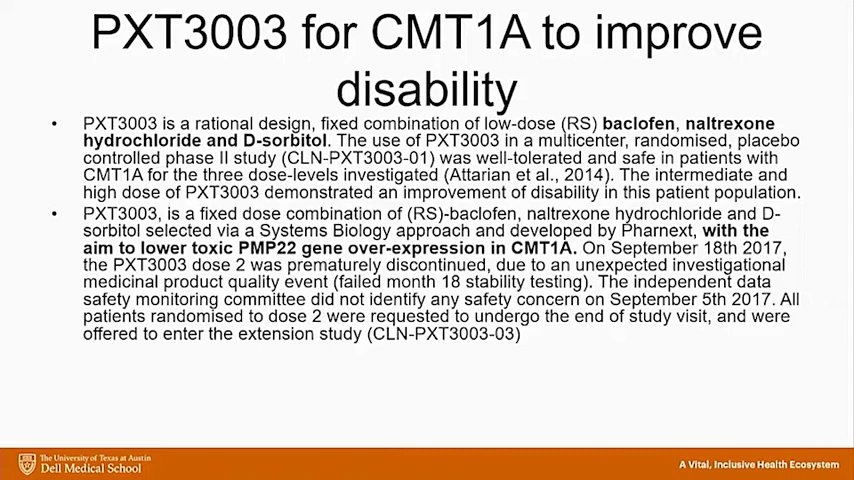 PXT3003 for CMT1A to improve
disability
• PXT3003 is a rational design, fixed combination of low-dose (RS) baclofen, naltrexone
hydrochloride and D-sorbitol. The use of PXT3003 in a multicenter, randomised, placebo
controlled phase II study (CLN-PXT3003-01) was well-tolerated and safe in patients with
CMT1A for the three dose-levels investigated (Attarian et al., 2014). The intermediate and
high dose of PXT3003 demonstrated an improvement of disability in this patient population.
• PXT3003, is a fixed dose combination of (RS)-baclofen, naltrexone hydrochloride and D-
sorbitol selected via a Systems Biology approach and developed by Pharnext, with the
aim to lower toxic PMP22 gene over-expression in CMT1A. On September 18th 2017,
the PXT3003 dose 2 was prematurely discontinued, due to an unexpected investigational
medicinal product quality event (failed month 18 stability testing). The independent data
safety monitoring committee did not identify any safety concern on September 5th 2017. All
patients randomised to dose 2 were requested to undergo the end of study visit, and were
offered to enter the extension study (CLN-PXT3003-03)
The University of Texas at Austin
Dell Medical School
A Vital, Inclusive Health Ecosystem